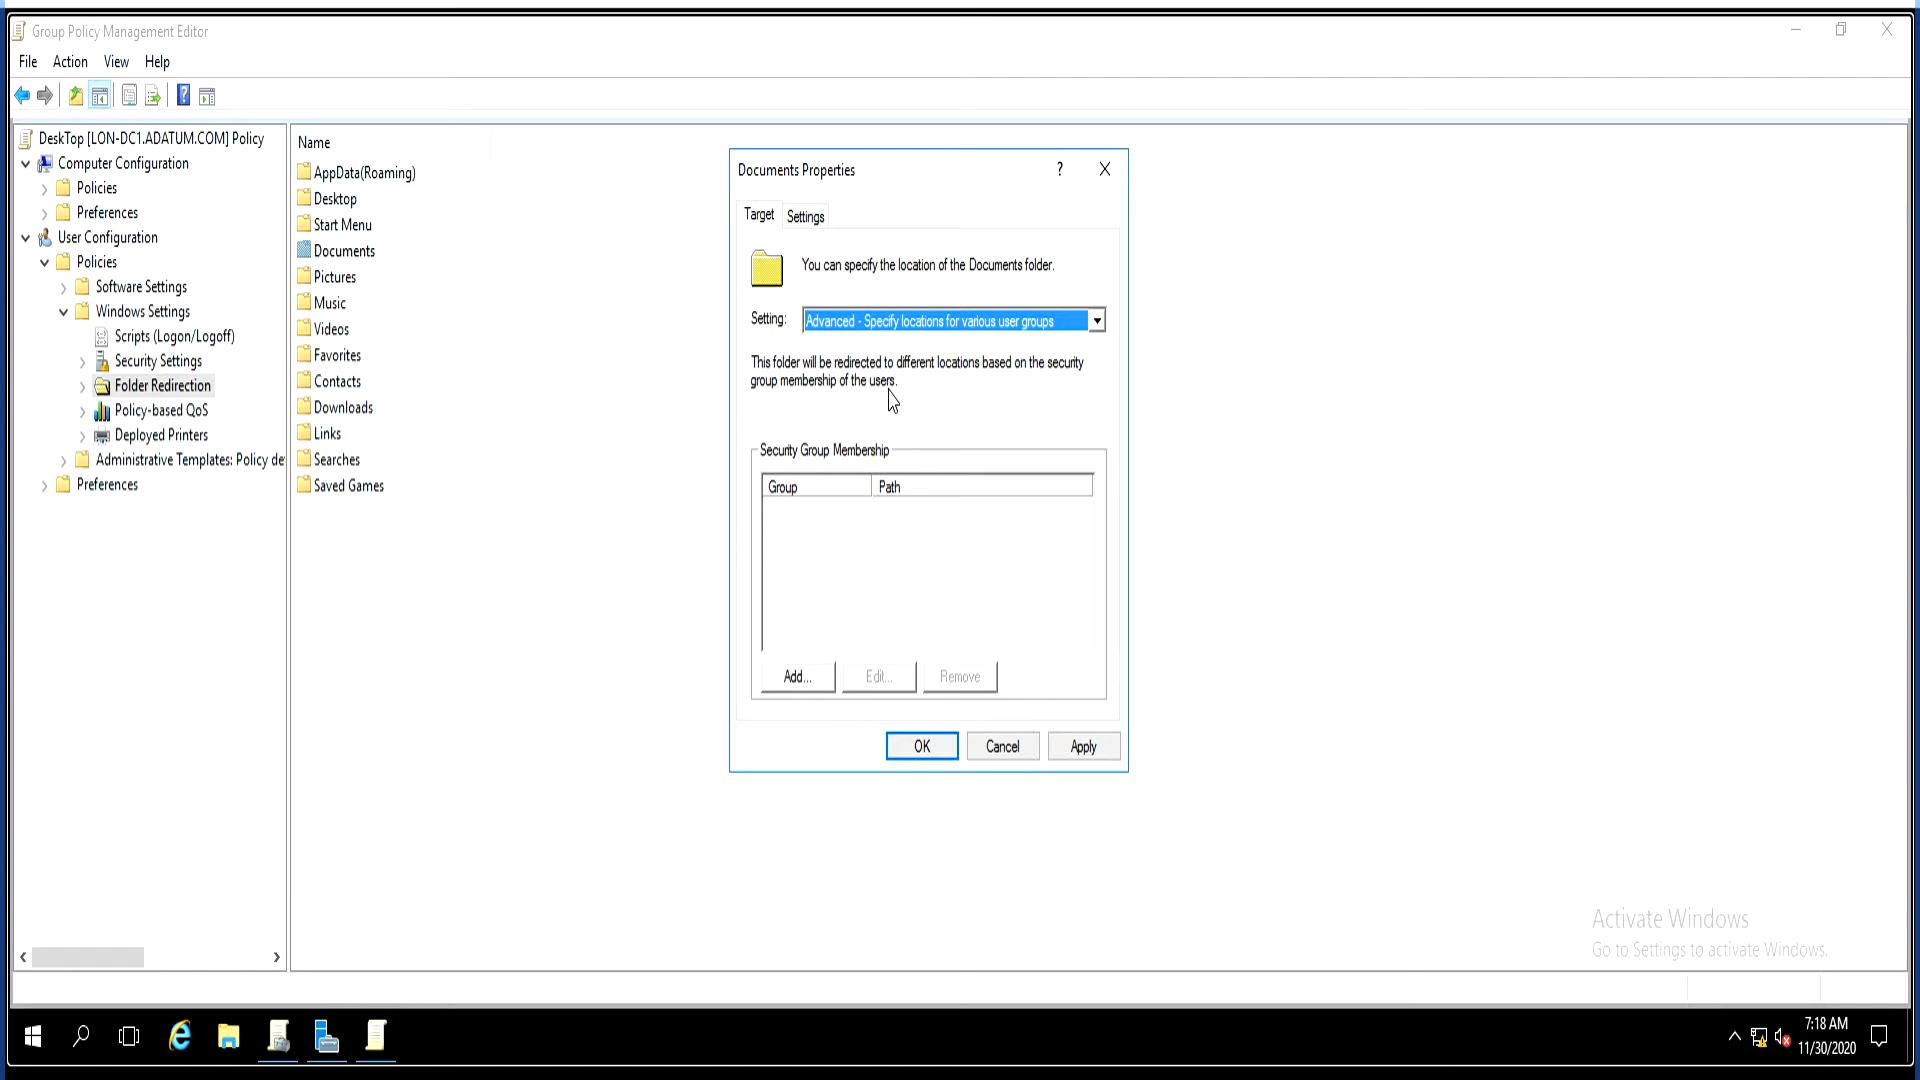 Group Policy Management Editor
File Action View Help
DeskTop [LON-DC1.ADATUM.COM] Policy
Computer Configuration
Policies
Preferences
User Configuration
Policies
Software Settings
Windows Settings
Scripts (Logon/Logoff)
Security Settings
Folder Redirection
Policy-based QoS
Deployed Printers
Administrative Templates: Policy de
Preferences
Name
AppData(Roaming)
Desktop
Start Menu
Documents
Pictures
Music
Videos
Favorites
Contacts
Downloads
Links
Searches
Saved Games
Documents Properties
?
Target Settings
You can specify the location of the Documents folder.
Setting: Advanced - Specify locations for various user groups
This folder will be redirected to different locations based on the security
group membership of the users.
Security Group Membership
Group Path
Add... Edit... Remove
OK Cancel Apply
Activate Windows
Go to Settings to activate Windows.
7:18 AM
11/30/2020